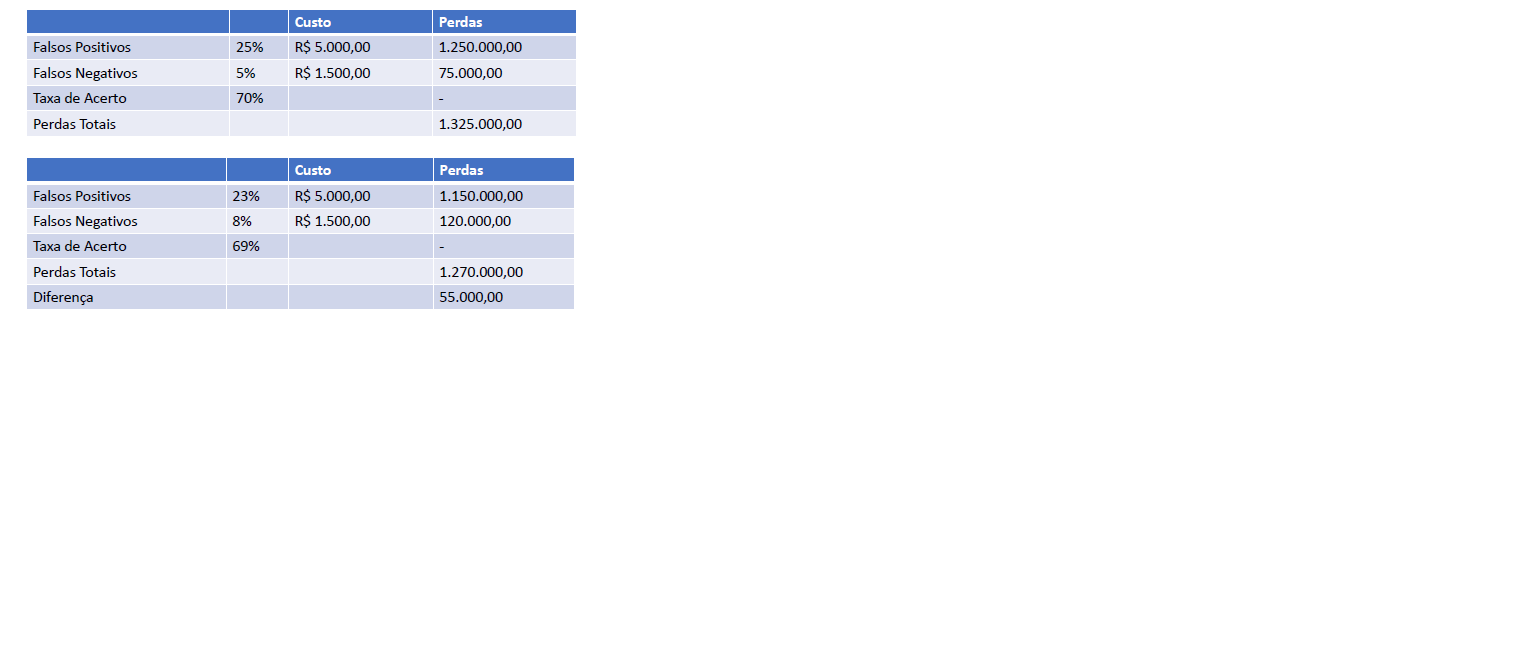 Custo Perdas
Falsos Positivos 25% R$ 5.000,00 1.250.000,00
Falsos Negativos 5% R$ 1.500,00 75.000,00
Taxa de Acerto 70% -
Perdas Totais 1.325.000,00
Custo Perdas
Falsos Positivos 23% R$ 5.000,00 1.150.000,00
Falsos Negativos 8% R$ 1.500,00 120.000,00
Taxa de Acerto 69% -
Perdas Totais 1.270.000,00
Diferença 55.000,00